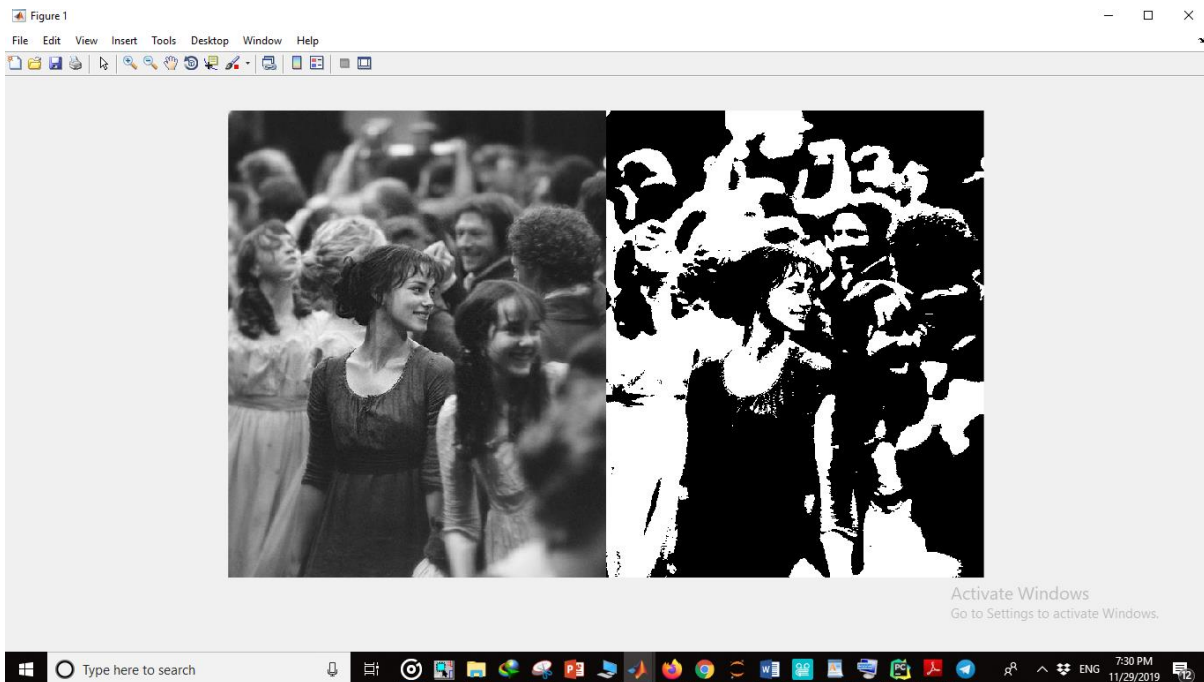 Figure 1
File Edit View Insert Tools Desktop Window Help
Activate Windows
Go to Settings to activate Windows.
Type here to search
ENG
7:30 PM
11/29/2019
12